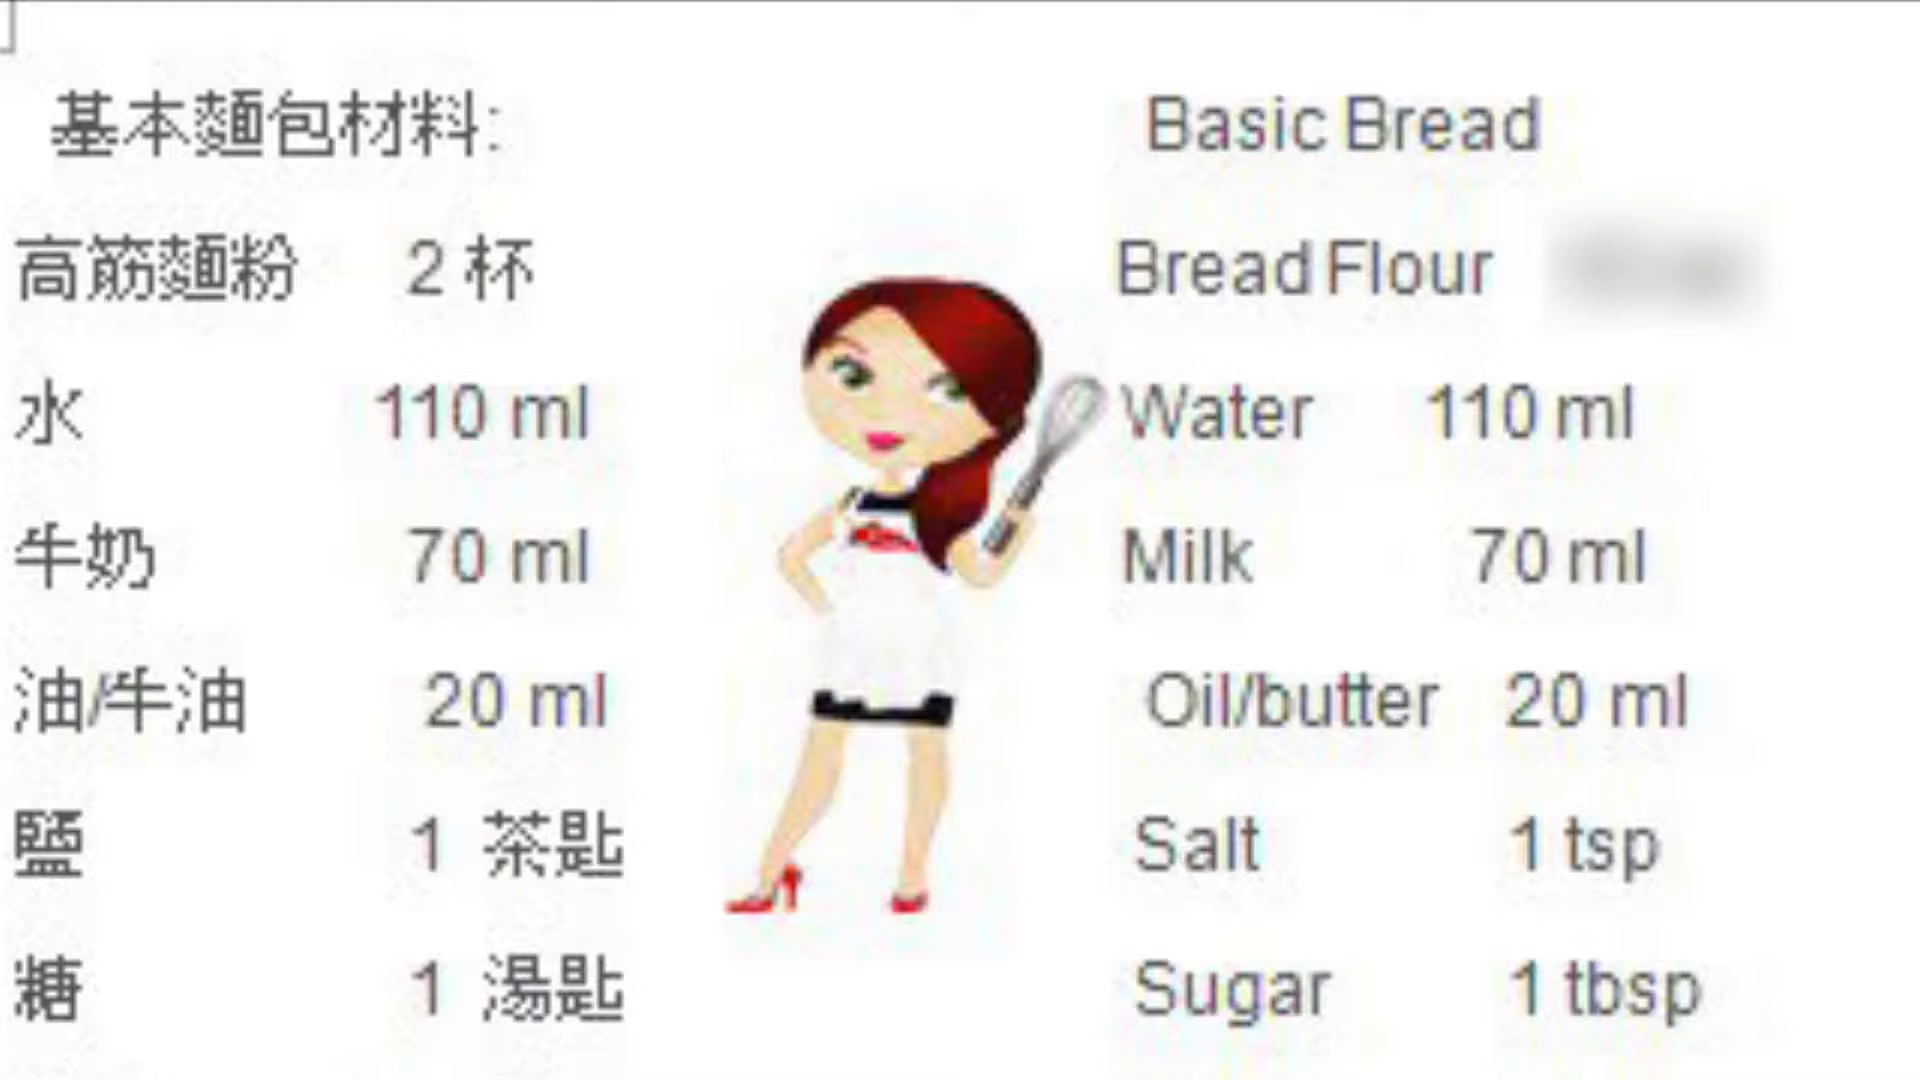 基本麵包材料:
高筋麵粉 2 杯
水 110 ml
牛奶 70 ml
油/牛油 20 ml
鹽 1 茶匙
糖 1 湯匙
Basic Bread
Bread Flour
Water 110 ml
Milk 70 ml
Oil/butter 20 ml
Salt 1 tsp
Sugar 1 tbsp